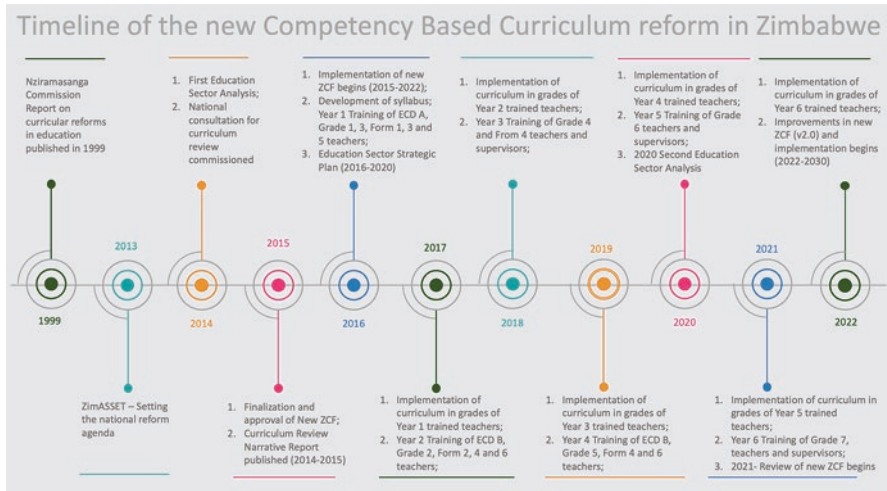 Timeline of the new Competency Based Curriculum reform in Zimbabwe
Nziramasanga
Commission
Report on
curricular reforms
in education
published in 1999
1. First Education
Sector Analysis;
2. National
consultation for
curriculum
review
commissioned
1. Implementation of new
ZCF begins (2015-2022);
2. Development of syllabus;
Year 1 Training of ECD A,
Grade 1, 3, Form 1, 3 and
5 teachers;
3. Education Sector Strategic
Plan (2016-2020)
1. Implementation of
curriculum in grades of
Year 2 trained teachers;
2. Year 3 Training of Grade 4
and From 4 teachers and
supervisors;
1. Implementation of
curriculum in grades of
Year 4 trained teachers;
2. Year 5 Training of Grade
6 teachers and
supervisors;
3. 2020 Second Education
Sector Analysis
1. Implementation of
curriculum in grades of
Year 6 trained teachers;
2. Improvements in new
ZCF (v2.0) and
implementation begins
(2022-2030)
1999
2013
2014
2015
2016
2017
2018
2019
2020
2021
2022
ZimASSET – Setting
the national reform
agenda
1. Finalization and
approval of New ZCF;
2. Curriculum Review
Narrative Report
published (2014-2015)
1. Implementation of
curriculum in grades of
Year 1 trained teachers;
2. Year 2 Training of ECD B,
Grade 2, Form 2, 4 and 6
teachers;
1. Implementation of
curriculum in grades of
Year 3 trained teachers;
2. Year 4 Training of ECD B,
Grade 5, Form 4 and 6
teachers;
1. Implementation of curriculum in
grades of Year 5 trained
teachers;
2. Year 6 Training of Grade 7,
teachers and supervisors;
3. 2021- Review of new ZCF begins